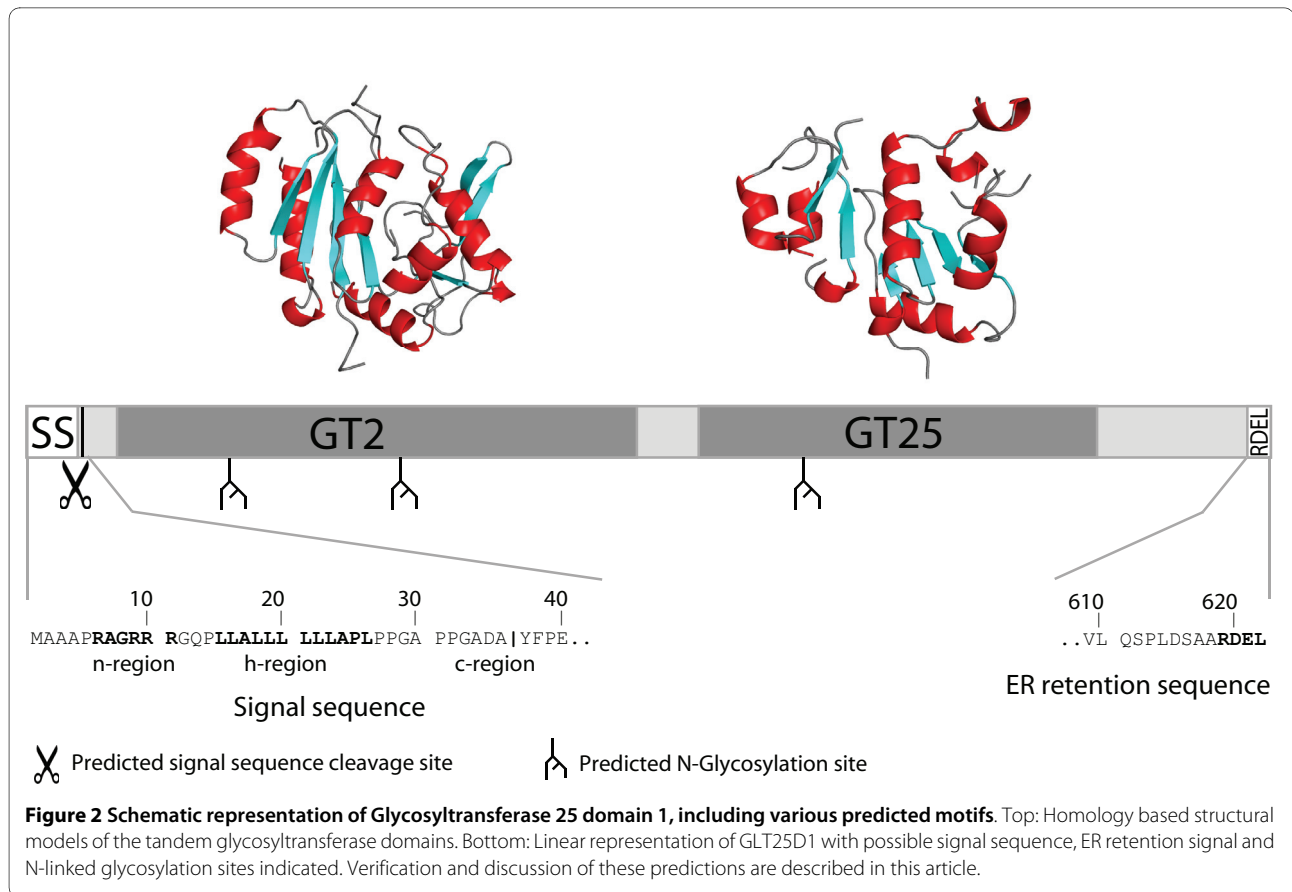 SS GT2 GT25 RDEL
10 20 30 40 610 620
MAAAPRAGRR RGQPLLALLL LLLAPLPPGA PPGADA|YFPE.. ..VL QSPLDSAARDEL
n-region h-region c-region
Signal sequence
ER retention sequence
Predicted signal sequence cleavage site Predicted N-Glycosylation site
Figure 2 Schematic representation of Glycosyltransferase 25 domain 1, including various predicted motifs. Top: Homology based structural
models of the tandem glycosyltransferase domains. Bottom: Linear representation of GLT25D1 with possible signal sequence, ER retention signal and
N-linked glycosylation sites indicated. Verification and discussion of these predictions are described in this article.